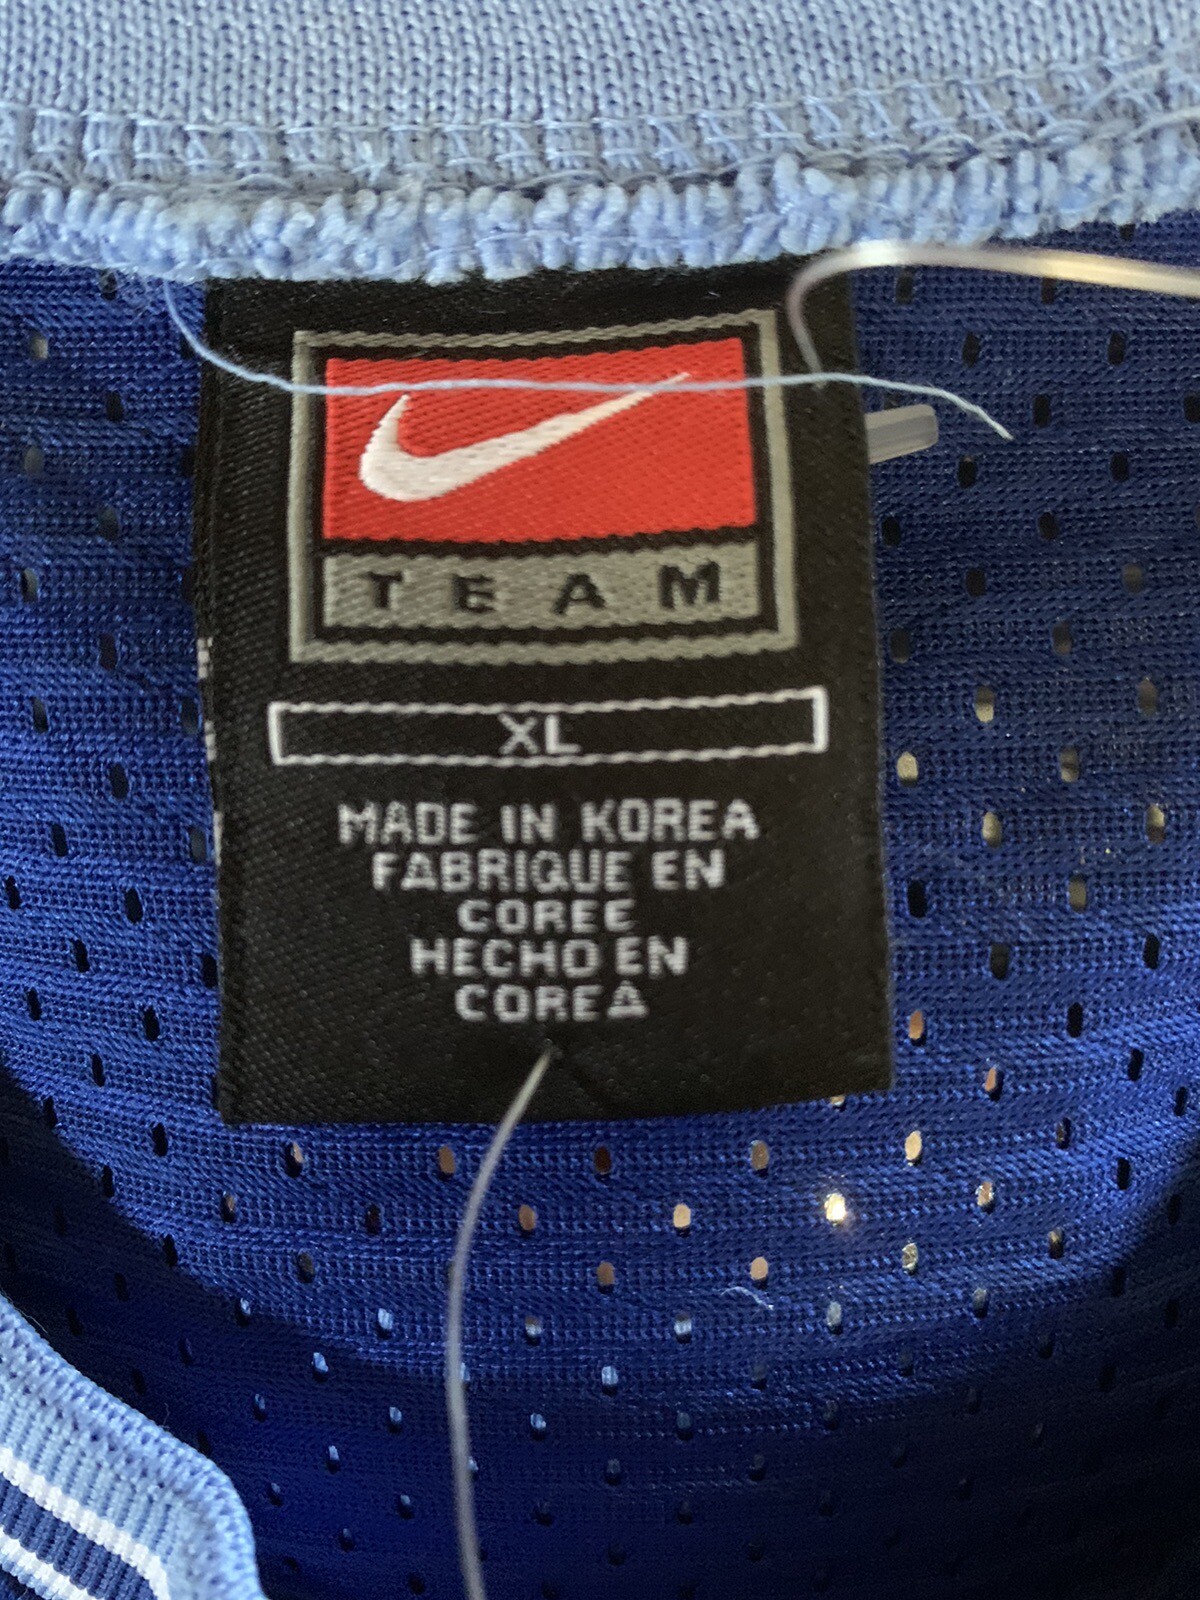 TEAM
XL
MADE IN KOREA
FABRIQUE EN
COREE
HECHO EN
COREA